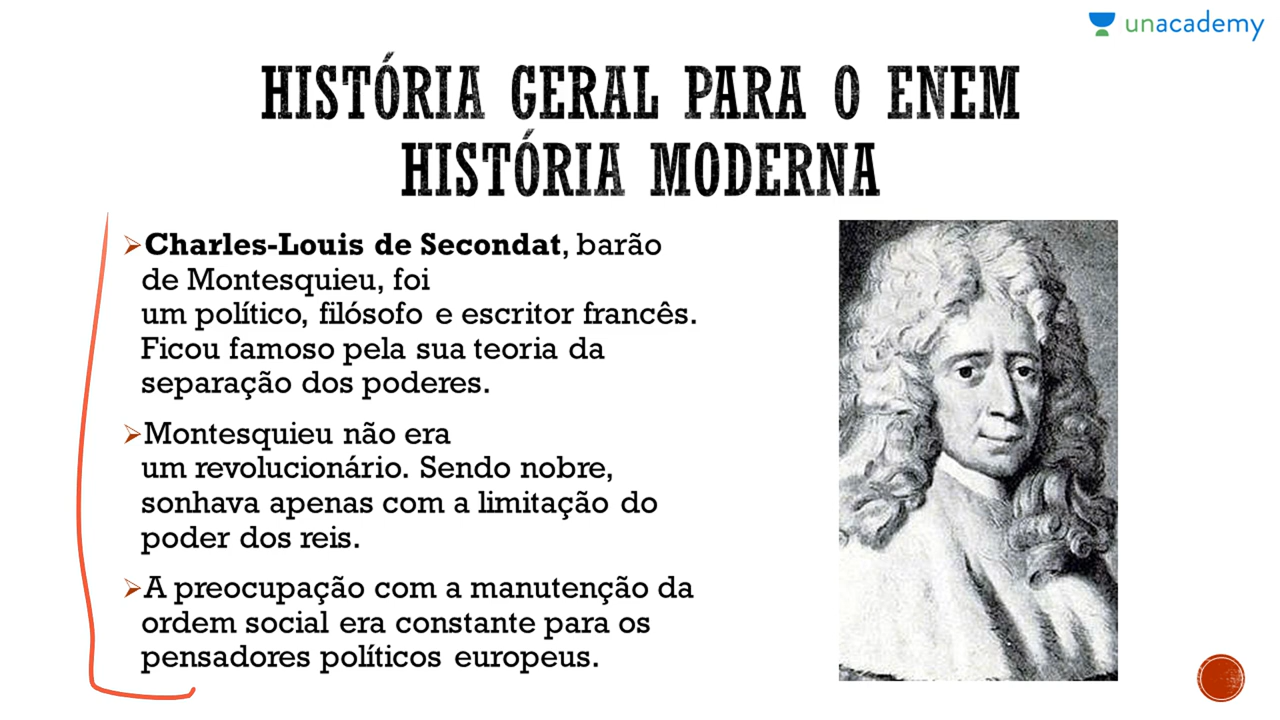 unacademy
HISTÓRIA GERAL PARA O ENEM
HISTÓRIA MODERNA
Charles-Louis de Secondat, barão
de Montesquieu, foi
um político, filósofo e escritor francês.
Ficou famoso pela sua teoria da
separação dos poderes.
Montesquieu não era
um revolucionário. Sendo nobre,
sonhava apenas com a limitação do
poder dos reis.
A preocupação com a manutenção da
ordem social era constante para os
pensadores políticos europeus.